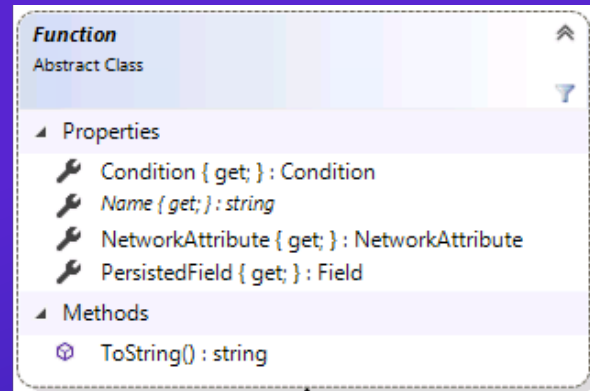 Function
Abstract Class
Properties
Condition { get; } : Condition
Name { get; } : string
NetworkAttribute { get; } : NetworkAttribute
PersistedField { get; } : Field
Methods
ToString() : string